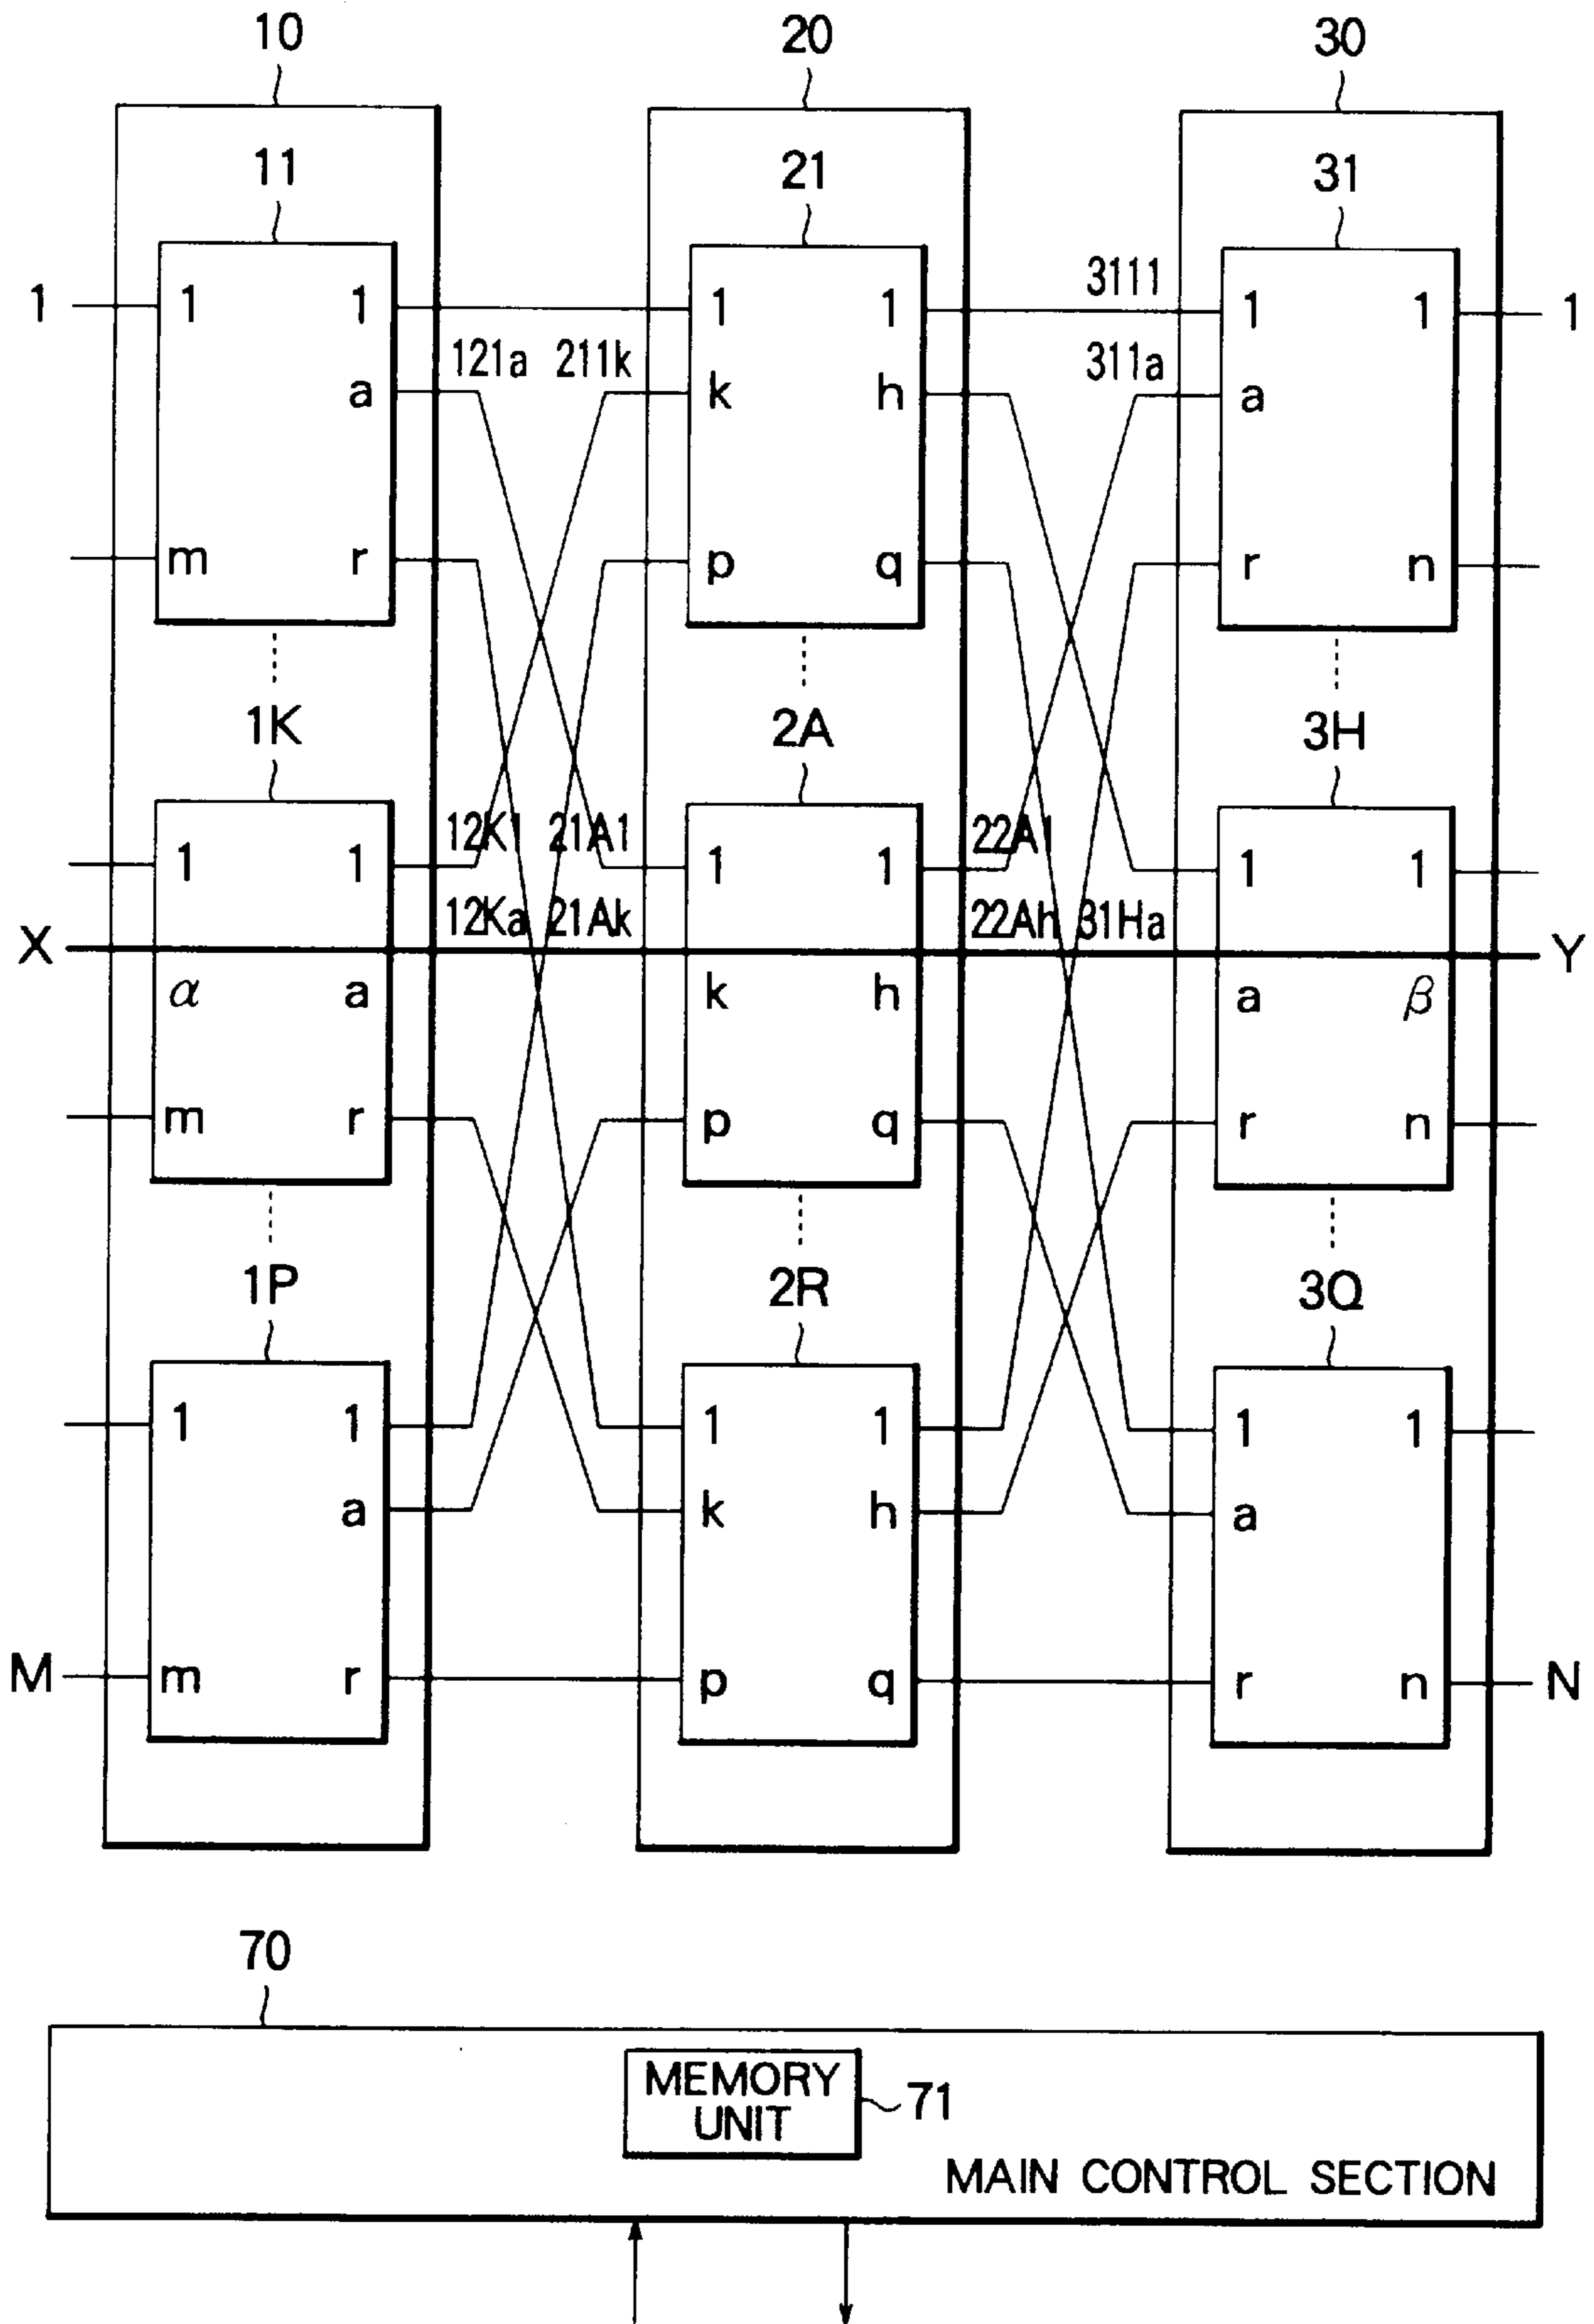 10 20 30
11 21 31
1 1 1 1 1 3111 1 1 1
a 121a 211k k h 311a a
m r p q r n
1K 2A 3H
1 1 12K1 21A1 1 1 22A1 1 1
X 12Ka 21Ak 22Ah 31Ha Y
α a k h a β
m r p q r n
1P 2R 3Q
1 1 1 1 1 1
a k h a
M m r p q r n N
70
MEMORY
UNIT
71
MAIN CONTROL SECTION